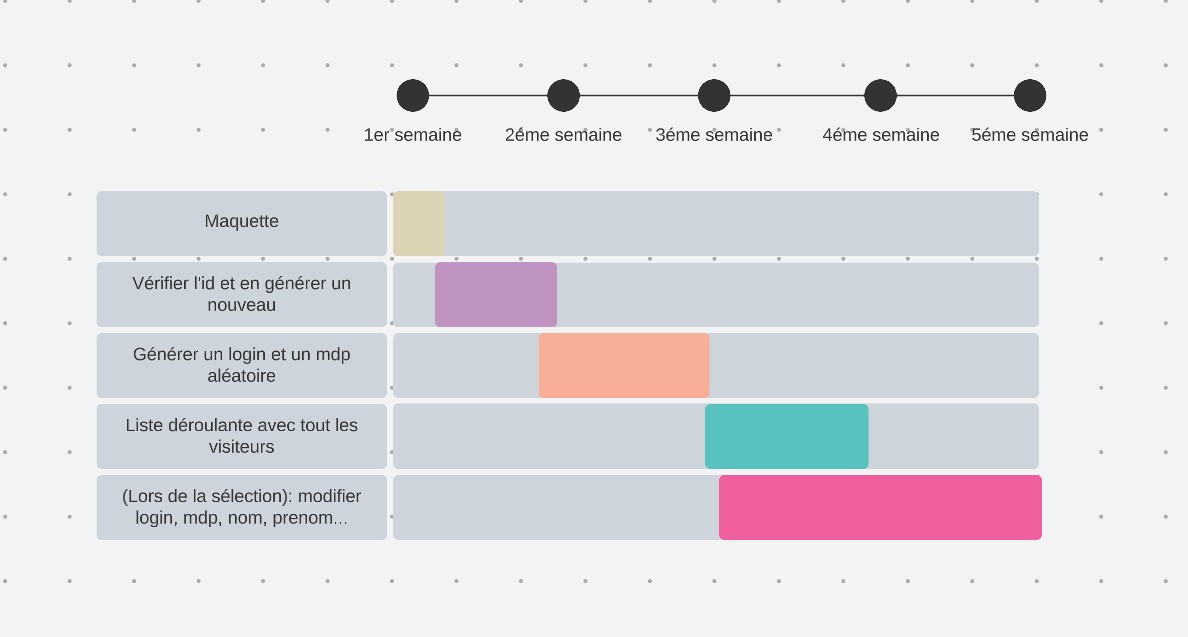 1er semaine 2éme semaine 3éme semaine 4éme semaine 5éme semaine
Maquette
Vérifier l'id et en générer un
nouveau
Générer un login et un mdp
aléatoire
Liste déroulante avec tout les
visiteurs
(Lors de la sélection): modifier
login, mdp, nom, prenom...